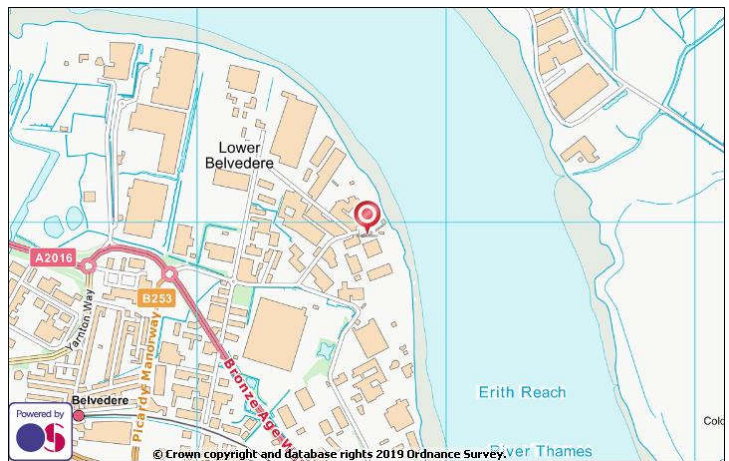 Lower
Belvedere
A2016
B253
Yarnton Way
Picardy Manorway
Bronze-Age-W
Belvedere
Erith Reach
River Thames
Powered by
OS
© Crown copyright and database rights 2019 Ordnance Survey.